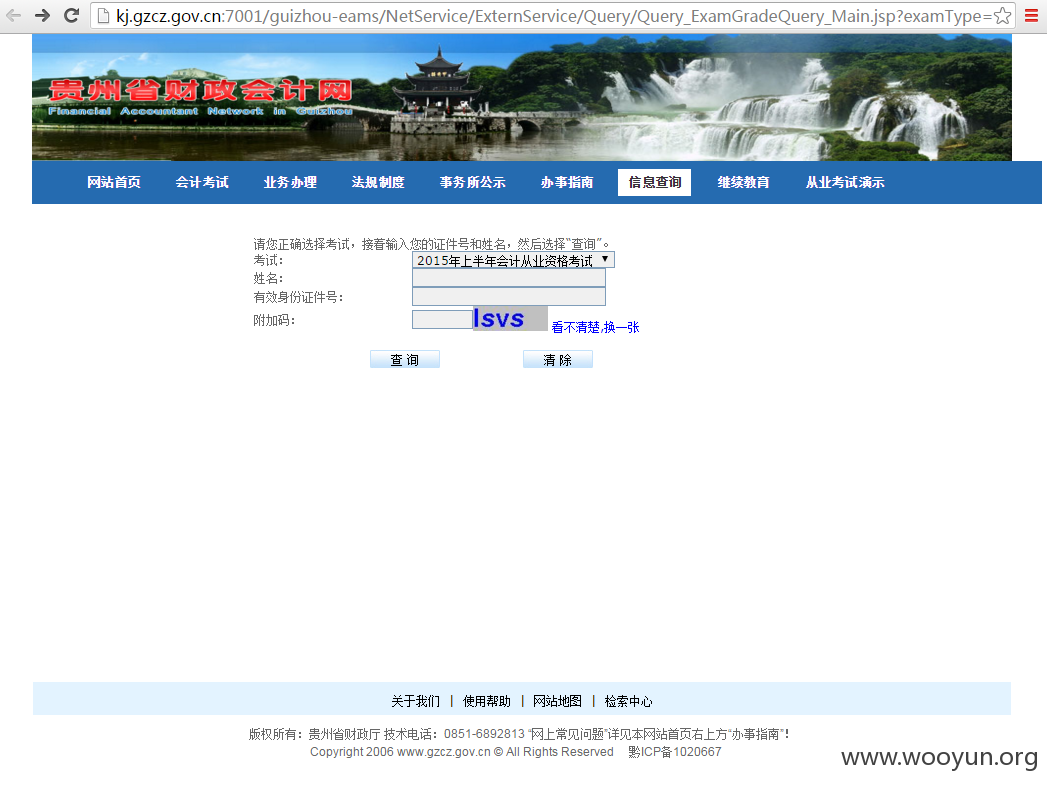 kj.gzcz.gov.cn:7001/guizhou-eams/NetService/ExternService/Query/Query_ExamGradeQuery_Main.jsp?examType=
贵州省财政会计网
Financial Accountant Network in Guizhou
网站首页 会计考试 业务办理 法规制度 事务所公示 办事指南 信息查询 继续教育 从业考试演示
请您正确选择考试，接着输入您的证件号和姓名，然后选择“查询”。
考试： 2015年上半年会计从业资格考试
姓名：
有效身份证件号：
附加码： lsvs 看不清楚,换一张
查 询 清 除
关于我们 | 使用帮助 | 网站地图 | 检索中心
版权所有：贵州省财政厅 技术电话：0851-6892813 “网上常见问题”详见本网站首页右上方“办事指南”!
Copyright 2006 www.gzcz.gov.cn © All Rights Reserved 黔ICP备1020667
www.wooyun.org